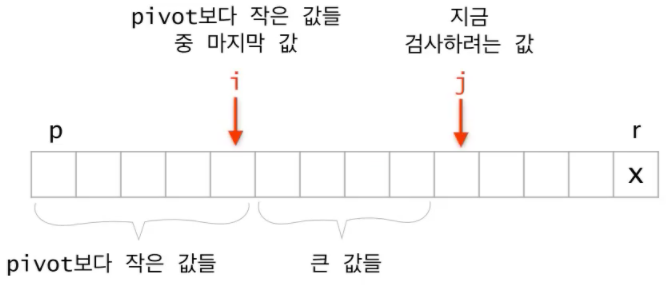 pivot보다 작은 값들
중 마지막 값
지금
검사하려는 값
i
j
p
r
x
pivot보다 작은 값들
큰 값들